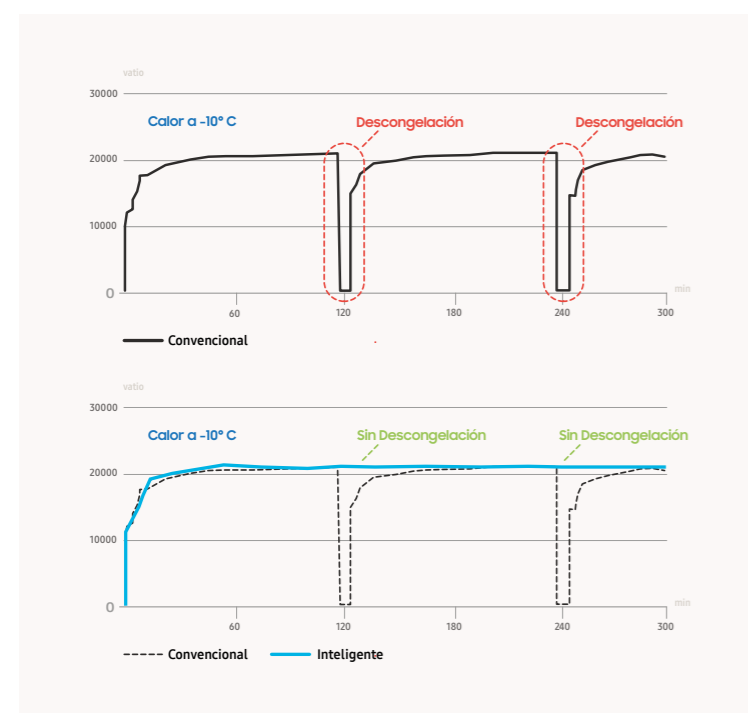 vatio
30000
Calor a -10° C
Descongelación
Descongelación
20000
10000
0
min
60
120
180
240
300
Convencional
vatio
30000
Calor a -10° C
Sin Descongelación
Sin Descongelación
20000
10000
0
min
60
120
180
240
300
Convencional
Inteligente